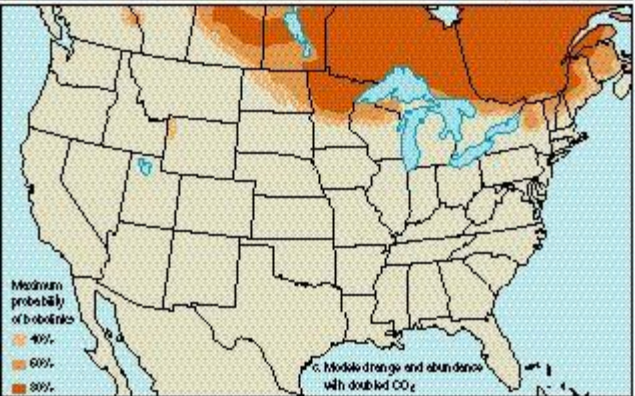 Maximum
probability
of bobolinks
40%
60%
80%
c. Modeled range and abundance
with doubled CO2